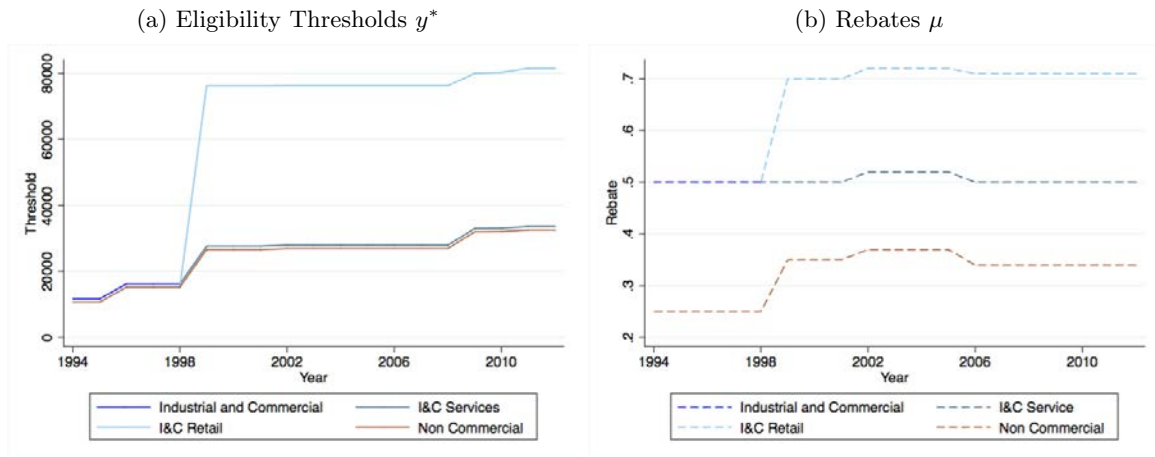 (a) Eligibility Thresholds y*
80000
60000
40000
20000
0
Threshold
1994
1998
2002
2006
2010
Year
Industrial and Commercial
I&C Services
I&C Retail
Non Commercial
(b) Rebates μ
.7
.6
.5
.4
.3
.2
Rebate
1994
1998
2002
2006
2010
Year
Industrial and Commercial
I&C Service
I&C Retail
Non Commercial